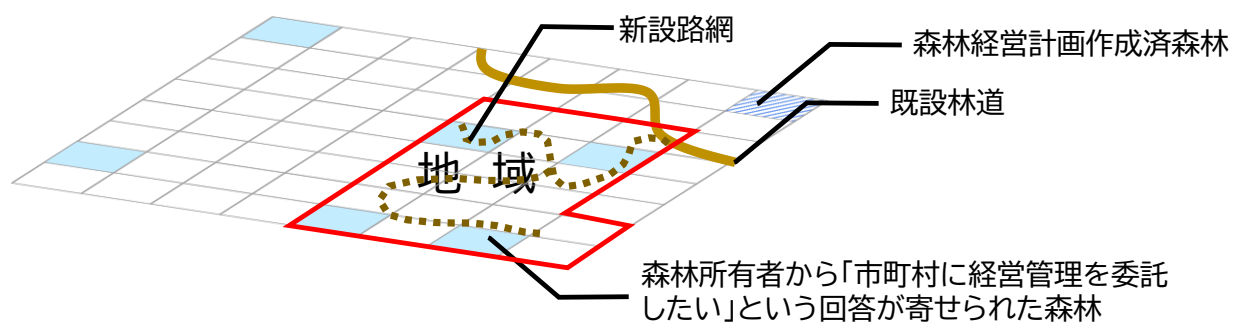 新設路網
森林経営計画作成済森林
既設林道
地 域
森林所有者から「市町村に経営管理を委託
したい」という回答が寄せられた森林